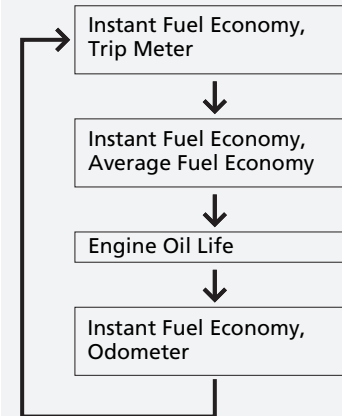 Instant Fuel Economy,
Trip Meter
Instant Fuel Economy,
Average Fuel Economy
Engine Oil Life
Instant Fuel Economy,
Odometer